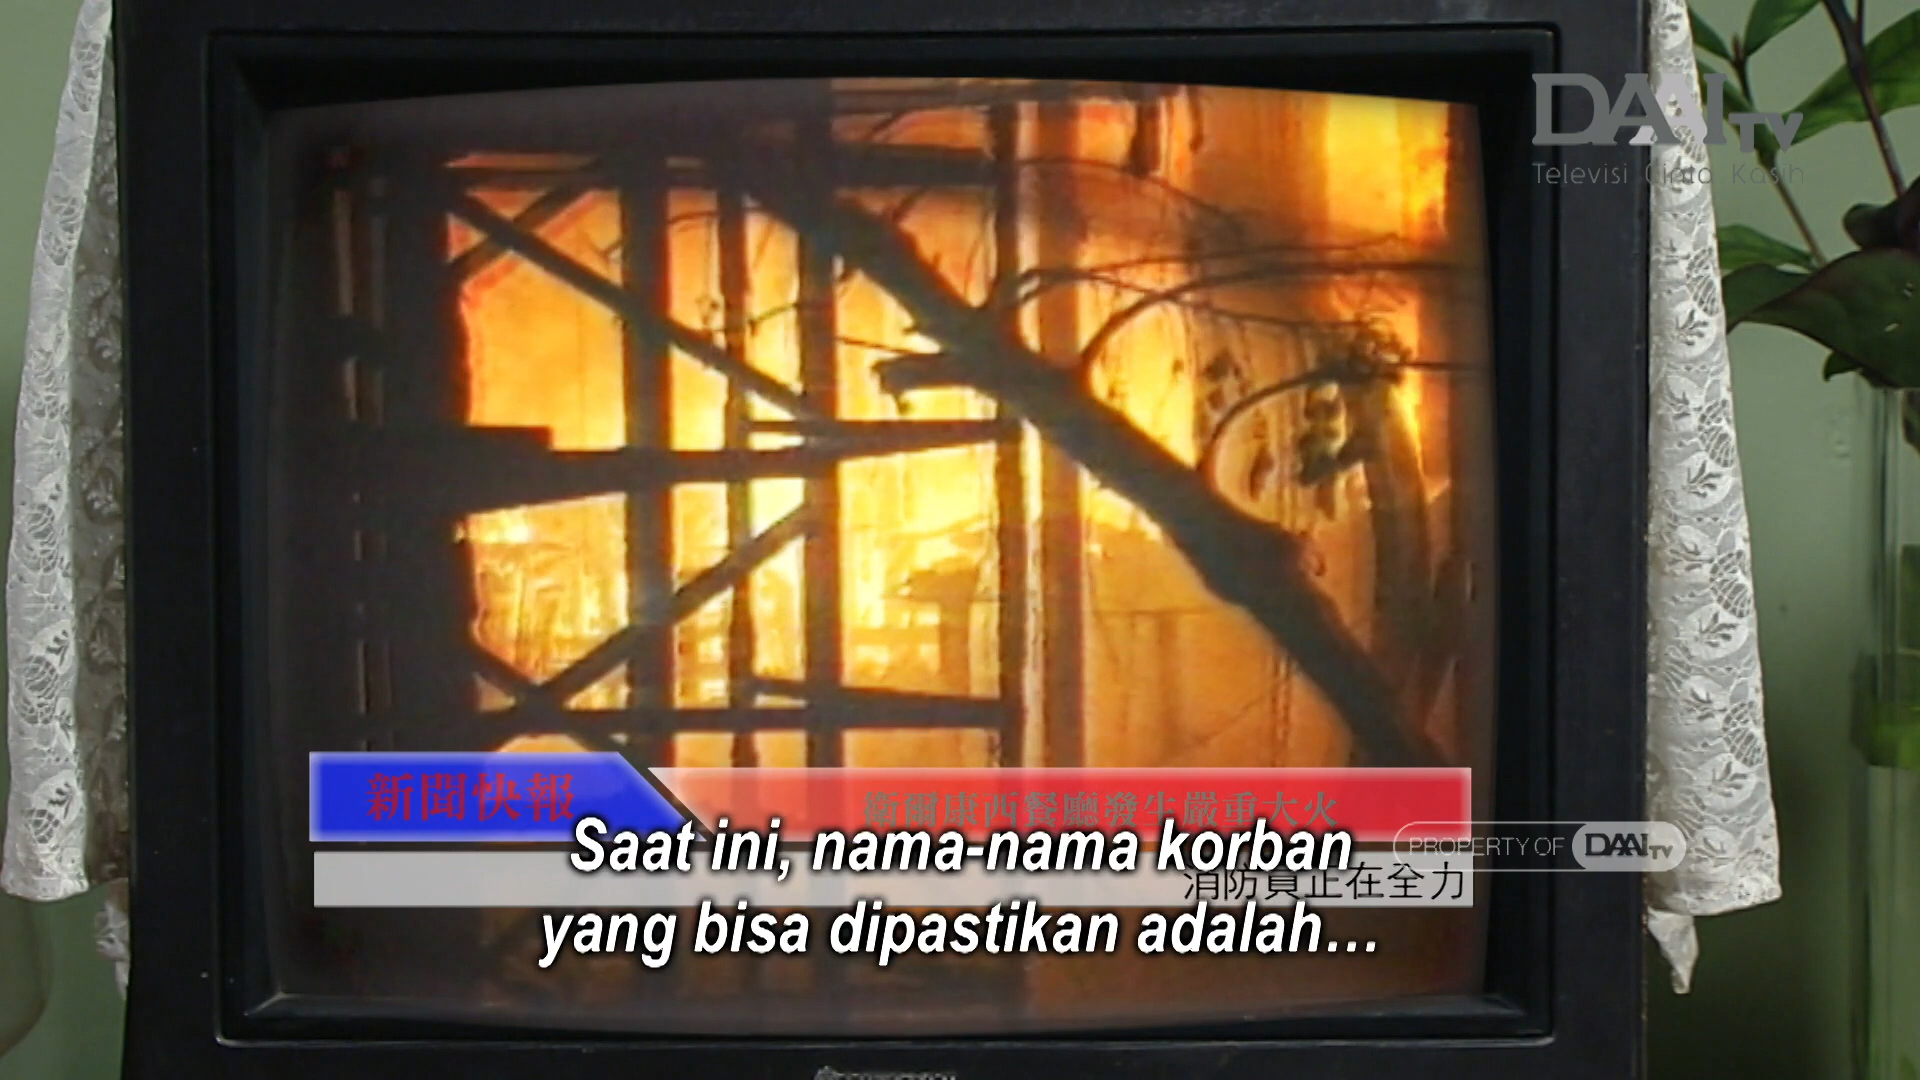 DAAI TV
Televisi Cinta Kasih
新聞快報
衛爾康西餐廳發生嚴重大火
PROPERTY OF DAAI TV
消防員正在全力
Saat ini, nama-nama korban
yang bisa dipastikan adalah...